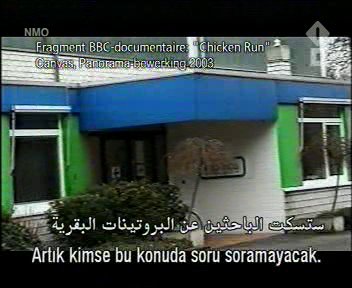 NMO
Fragment BBC-documentaire: "Chicken Run"
Canvas, Panorama-bewerking 2003
ستسكت الباحثين عن البروتينات البقرية
Artık kimse bu konuda soru soramayacak.